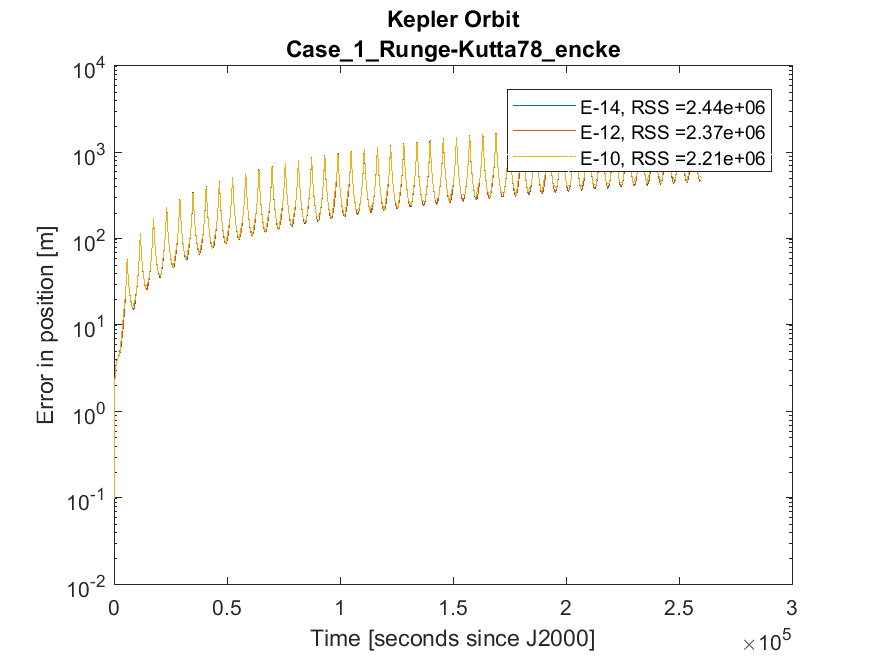 Kepler Orbit
Case_1_Runge-Kutta78_encke
10^4
10^3
10^2
10^1
10^0
10^-1
10^-2
Error in position [m]
E-14, RSS =2.44e+06
E-12, RSS =2.37e+06
E-10, RSS =2.21e+06
0 0.5 1 1.5 2 2.5 3
Time [seconds since J2000]
×10^5